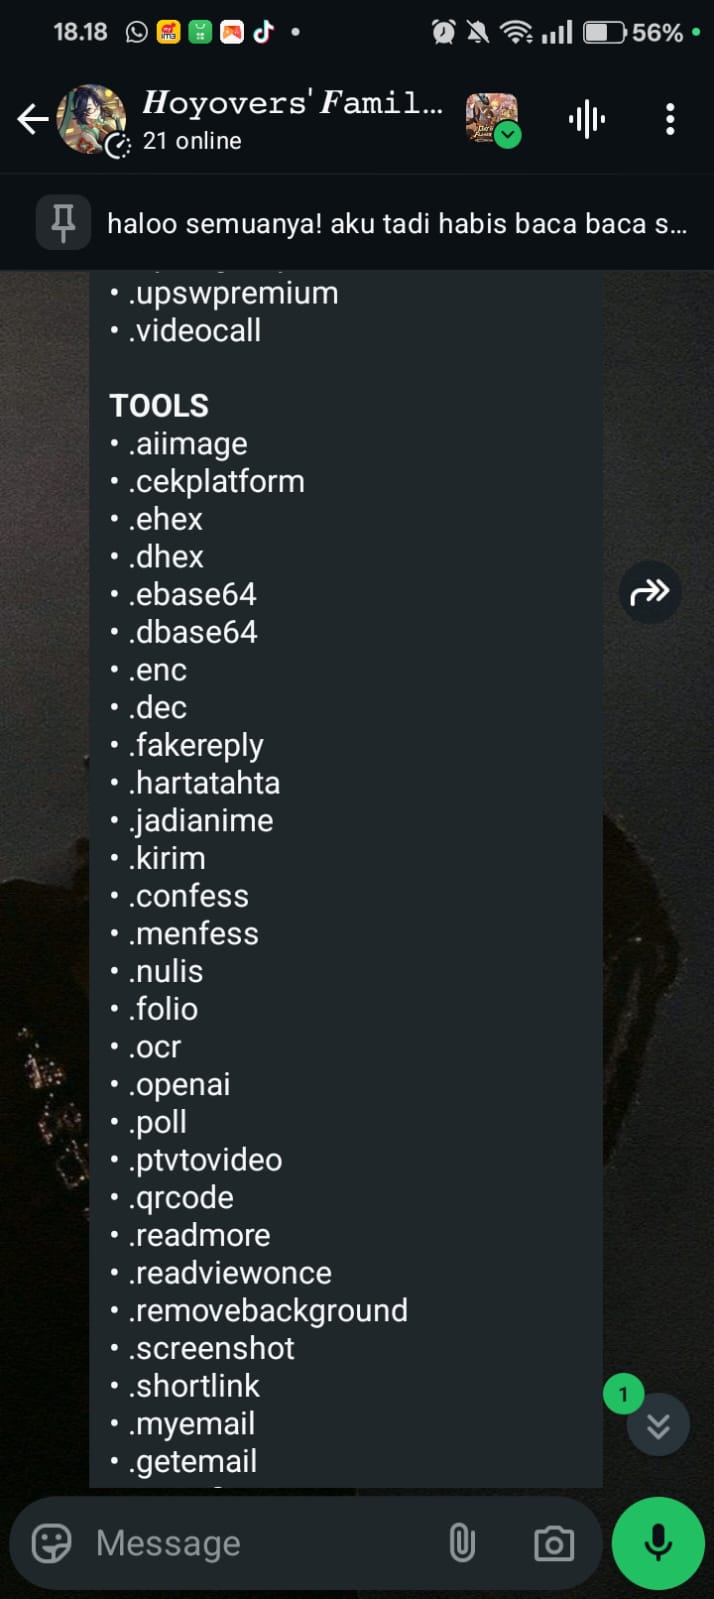 18.18
56%
Hoyovers' Famil...
21 online
haloo semuanya! aku tadi habis baca baca s...
• .upswpremium
• .videocall
TOOLS
• .aiimage
• .cekplatform
• .ehex
• .dhex
• .ebase64
• .dbase64
• .enc
• .dec
• .fakereply
• .hartatahta
• .jadianime
• .kirim
• .confess
• .menfess
• .nulis
• .folio
• .ocr
• .openai
• .poll
• .ptvtovideo
• .qrcode
• .readmore
• .readviewonce
• .removebackground
• .screenshot
• .shortlink
• .myemail
• .getemail
1
Message